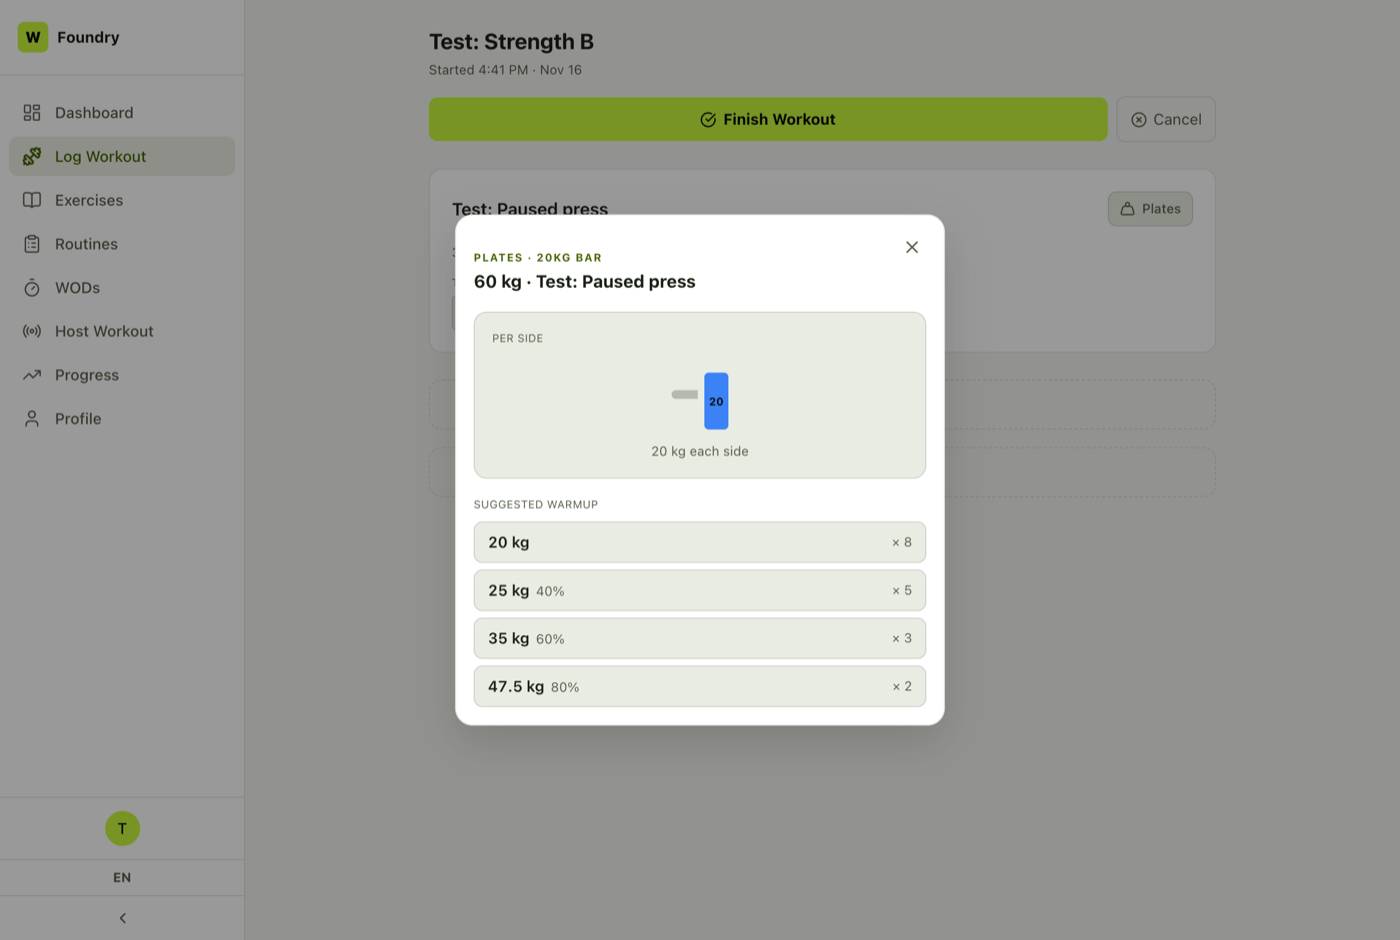 W Foundry
Dashboard
Log Workout
Exercises
Routines
WODs
Host Workout
Progress
Profile
T
EN
Test: Strength B
Started 4:41 PM · Nov 16
Finish Workout
Cancel
Test: Paused press
Plates
PLATES · 20KG BAR
60 kg · Test: Paused press
PER SIDE
20
20 kg each side
SUGGESTED WARMUP
20 kg × 8
25 kg 40% × 5
35 kg 60% × 3
47.5 kg 80% × 2